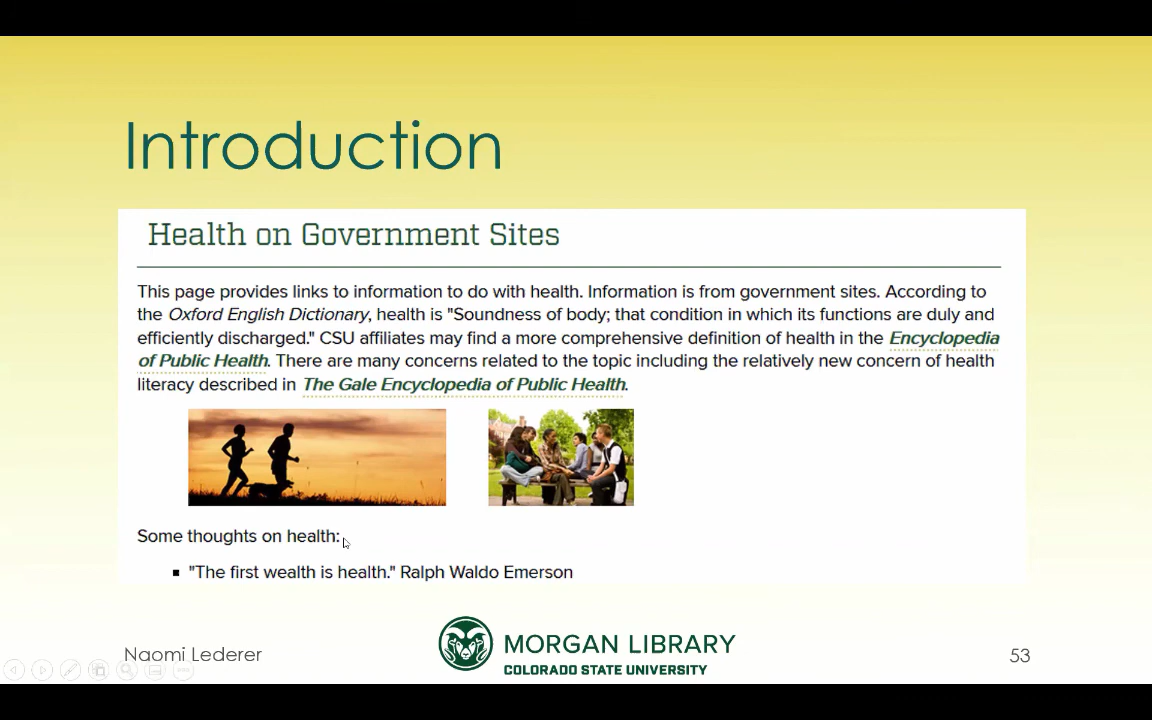 Introduction
Health on Government Sites
This page provides links to information to do with health. Information is from government sites. According to
the Oxford English Dictionary, health is "Soundness of body; that condition in which its functions are duly and
efficiently discharged." CSU affiliates may find a more comprehensive definition of health in the Encyclopedia
of Public Health. There are many concerns related to the topic including the relatively new concern of health
literacy described in The Gale Encyclopedia of Public Health.
Some thoughts on health:
▪ "The first wealth is health." Ralph Waldo Emerson
Naomi Lederer
MORGAN LIBRARY
COLORADO STATE UNIVERSITY
53